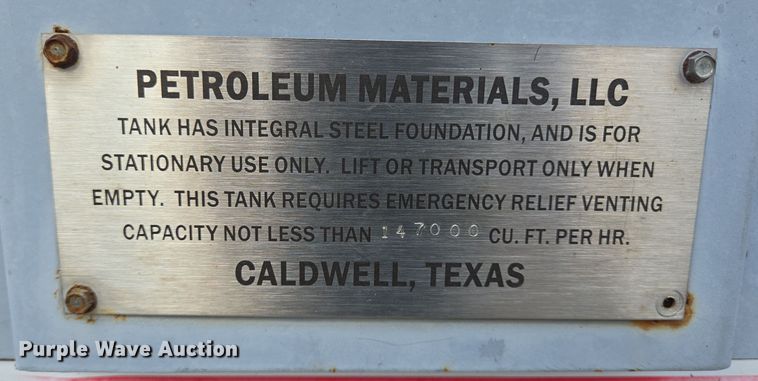 PETROLEUM MATERIALS, LLC
TANK HAS INTEGRAL STEEL FOUNDATION, AND IS FOR
STATIONARY USE ONLY. LIFT OR TRANSPORT ONLY WHEN
EMPTY. THIS TANK REQUIRES EMERGENCY RELIEF VENTING
CAPACITY NOT LESS THAN 147000 CU. FT. PER HR.
CALDWELL, TEXAS
Purple Wave Auction